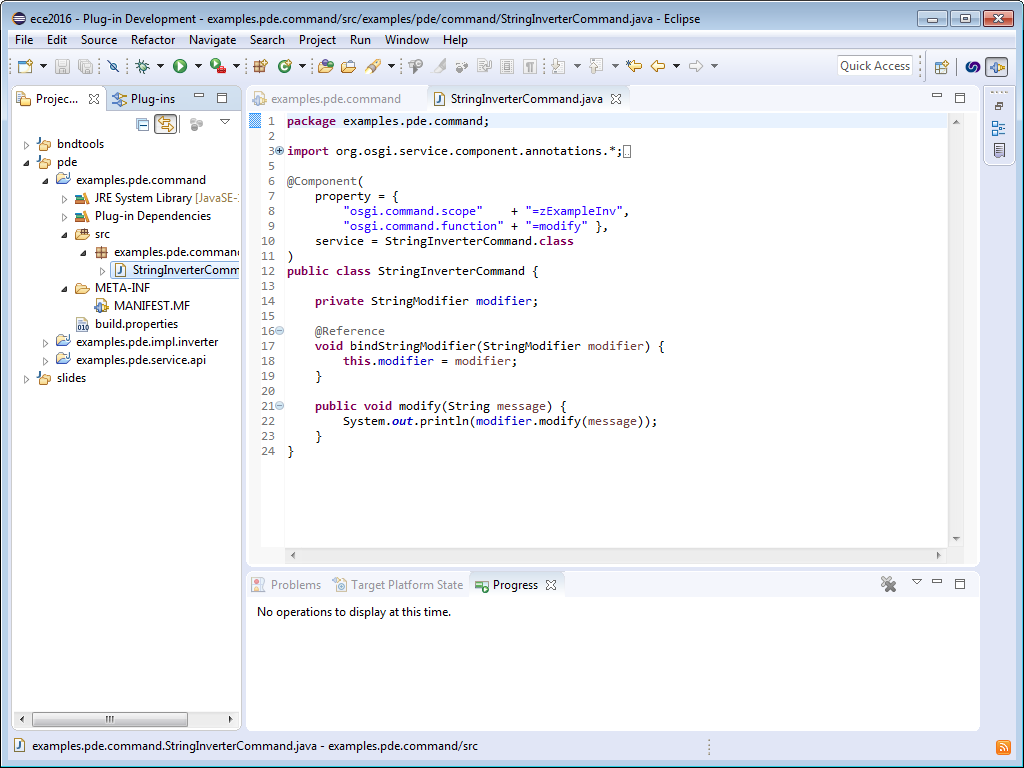 ece2016 - Plug-in Development - examples.pde.command/src/examples/pde/command/StringInverterCommand.java - Eclipse
File Edit Source Refactor Navigate Search Project Run Window Help
Quick Access
Projec... Plug-ins
bndtools
pde
examples.pde.command
JRE System Library [JavaSE-
Plug-in Dependencies
src
examples.pde.comman
StringInverterComm
META-INF
MANIFEST.MF
build.properties
examples.pde.impl.inverter
examples.pde.service.api
slides
examples.pde.command StringInverterCommand.java
1 package examples.pde.command;
2
3 import org.osgi.service.component.annotations.*;
5
6 @Component(
7 property = {
8 "osgi.command.scope" + "=zExampleInv",
9 "osgi.command.function" + "=modify" },
10 service = StringInverterCommand.class
11 )
12 public class StringInverterCommand {
13
14 private StringModifier modifier;
15
16 @Reference
17 void bindStringModifier(StringModifier modifier) {
18 this.modifier = modifier;
19 }
20
21 public void modify(String message) {
22 System.out.println(modifier.modify(message));
23 }
24 }
Problems Target Platform State Progress
No operations to display at this time.
examples.pde.command.StringInverterCommand.java - examples.pde.command/src